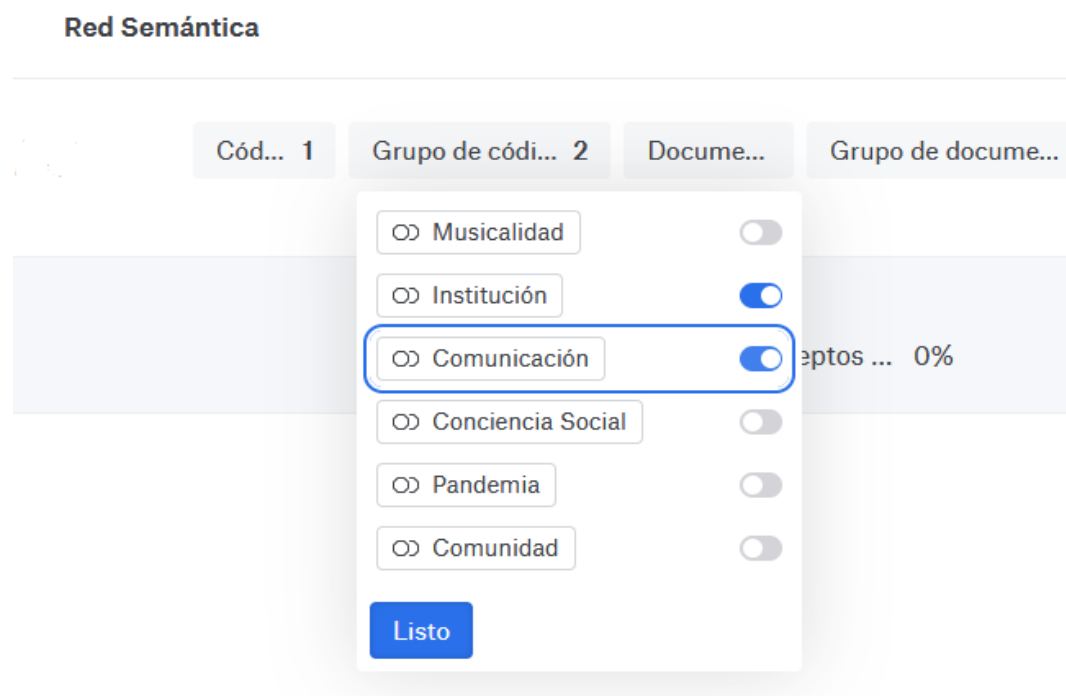 Red Semántica
Cód... 1 Grupo de códi... 2 Docume... Grupo de docume...
Musicalidad
Institución
Comunicación
eptos ... 0%
Conciencia Social
Pandemia
Comunidad
Listo